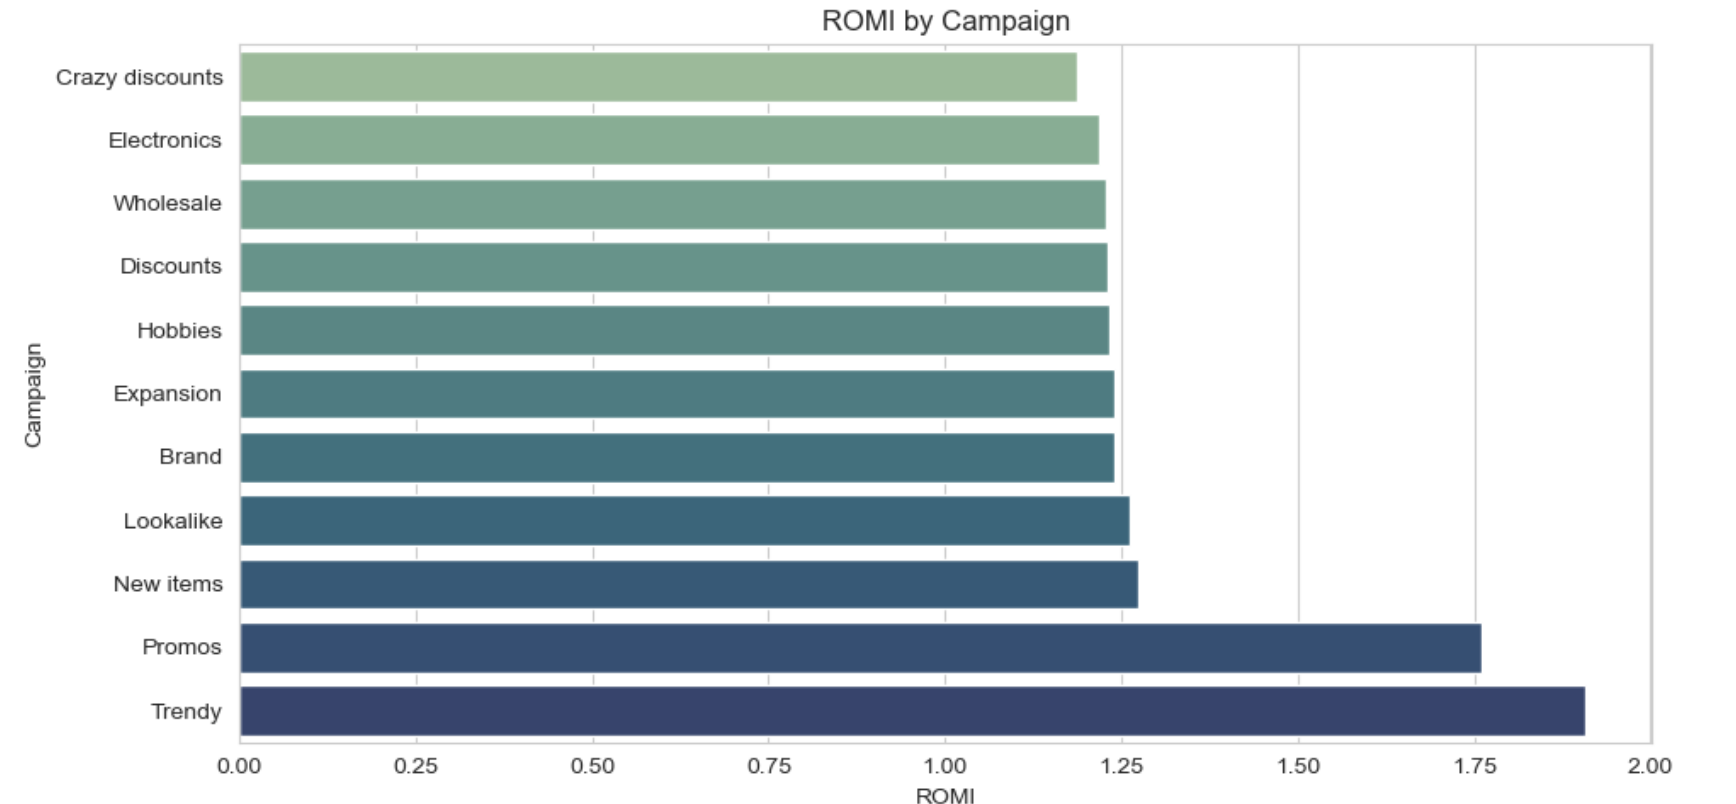 ROMI by Campaign
Crazy discounts
Electronics
Wholesale
Discounts
Hobbies
Expansion
Brand
Lookalike
New items
Promos
Trendy
Campaign
0.00 0.25 0.50 0.75 1.00 1.25 1.50 1.75 2.00
ROMI